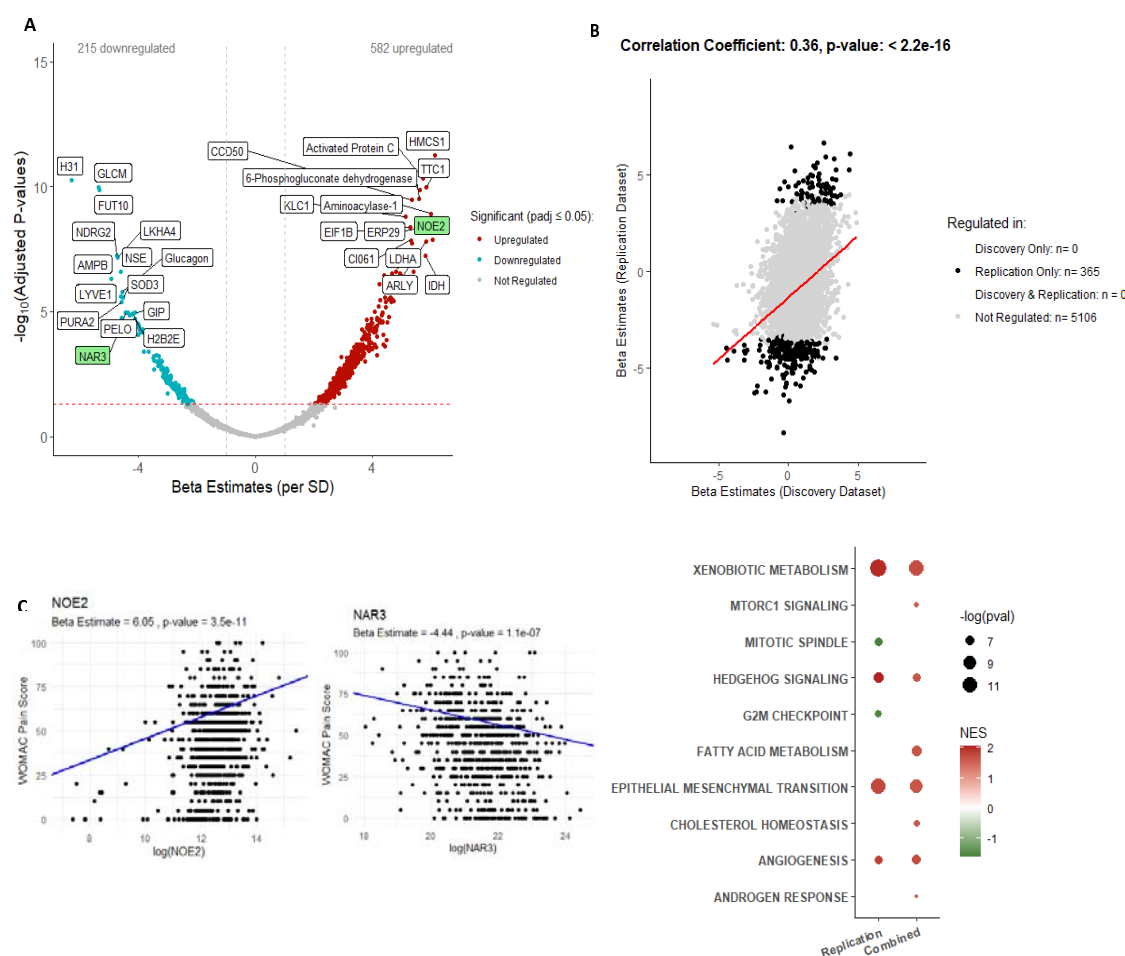 A
215 downregulated
582 upregulated
15
10
5
0
-log10(Adjusted P-values)
-4
0
4
Beta Estimates (per SD)
H31
GLCM
FUT10
NDRG2
LKHA4
AMPB
NSE
Glucagon
SOD3
LYVE1
PURA2
PELO
GIP
H2B2E
NAR3
CCD50
Activated Protein C
HMCS1
TTC1
6-Phosphogluconate dehydrogenase
KLC1
Aminoacylase-1
NOE2
EIF1B
ERP29
CI061
LDHA
ARLY
IDH
Significant (padj ≤ 0.05):
Upregulated
Downregulated
Not Regulated
B
Correlation Coefficient: 0.36, p-value: < 2.2e-16
Beta Estimates (Replication Dataset)
5
0
-5
-5
0
5
Beta Estimates (Discovery Dataset)
Regulated in:
Discovery Only: n= 0
Replication Only: n= 365
Discovery & Replication: n = 0
Not Regulated: n= 5106
C
NOE2
Beta Estimate = 6.05 , p-value = 3.5e-11
WOMAC Pain Score
100
75
50
25
0
8
10
12
14
log(NOE2)
NAR3
Beta Estimate = -4.44 , p-value = 1.1e-07
WOMAC Pain Score
100
75
50
25
0
18
20
22
24
log(NAR3)
XENOBIOTIC METABOLISM
MTORC1 SIGNALING
MITOTIC SPINDLE
HEDGEHOG SIGNALING
G2M CHECKPOINT
FATTY ACID METABOLISM
EPITHELIAL MESENCHYMAL TRANSITION
CHOLESTEROL HOMEOSTASIS
ANGIOGENESIS
ANDROGEN RESPONSE
Replication
Combined
-log(pval)
7
9
11
NES
2
1
0
-1